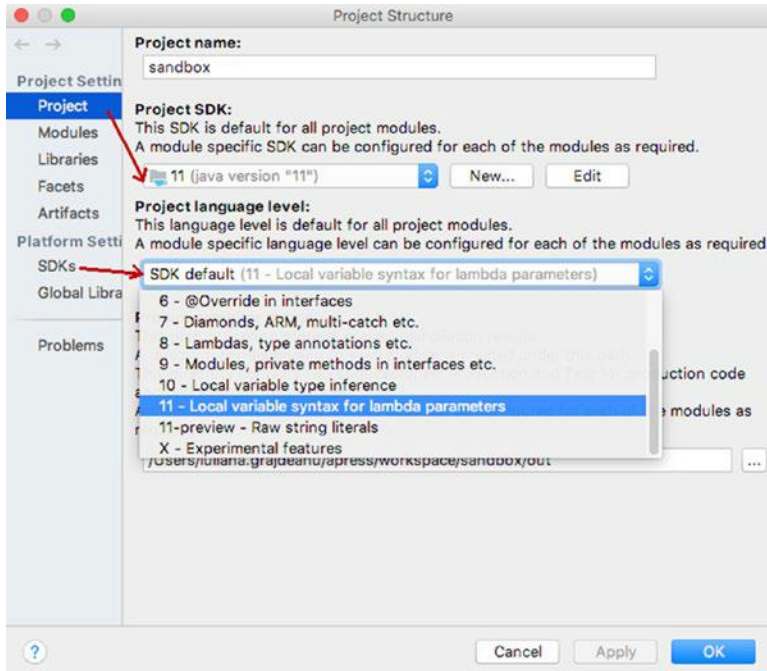 Project Structure
Project name:
sandbox
Project Settin
Project
Modules
Libraries
Facets
Artifacts
Platform Setti
SDKs
Global Libra
Problems
Project SDK:
This SDK is default for all project modules.
A module specific SDK can be configured for each of the modules as required.
11 (java version "11")
New...
Edit
Project language level:
This language level is default for all project modules.
A module specific language level can be configured for each of the modules as required
SDK default (11 - Local variable syntax for lambda parameters)
6 - @Override in interfaces
7 - Diamonds, ARM, multi-catch etc.
8 - Lambdas, type annotations etc.
9 - Modules, private methods in interfaces etc.
10 - Local variable type inference
11 - Local variable syntax for lambda parameters
11-preview - Raw string literals
X - Experimental features
uction code
e modules as
/Users/iuliana.grajdeanu/apress/workspace/sandbox/out
...
?
Cancel
Apply
OK